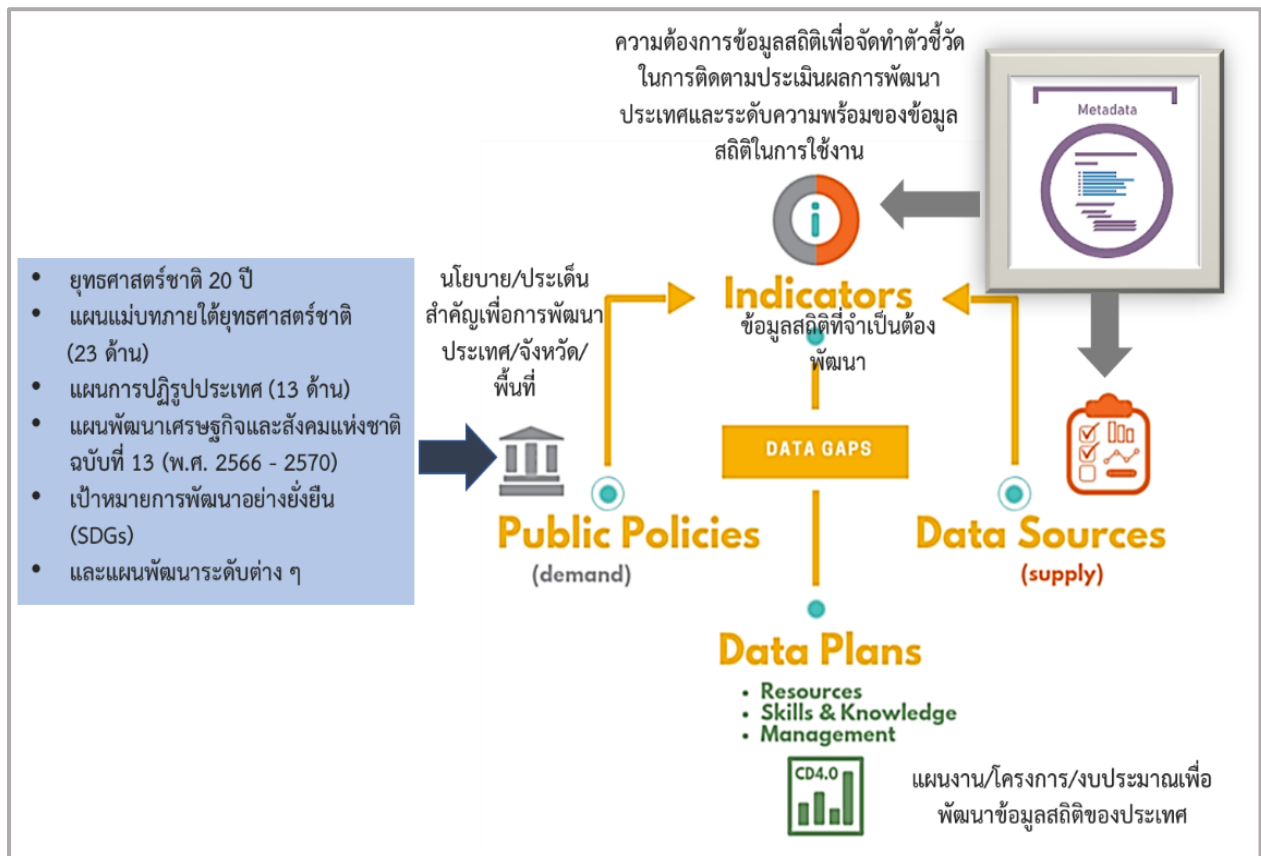 ความต้องการข้อมูลสถิติเพื่อจัดทำตัวชี้วัด
ในการติดตามประเมินผลการพัฒนา
ประเทศและระดับความพร้อมของข้อมูล
สถิติในการใช้งาน
Metadata
• ยุทธศาสตร์ชาติ 20 ปี
• แผนแม่บทภายใต้ยุทธศาสตร์ชาติ
(23 ด้าน)
• แผนการปฏิรูปประเทศ (13 ด้าน)
• แผนพัฒนาเศรษฐกิจและสังคมแห่งชาติ
ฉบับที่ 13 (พ.ศ. 2566 - 2570)
• เป้าหมายการพัฒนาอย่างยั่งยืน
(SDGs)
• และแผนพัฒนาระดับต่าง ๆ
นโยบาย/ประเด็น
สำคัญเพื่อการพัฒนา
ประเทศ/จังหวัด/
พื้นที่
i
Indicators
ข้อมูลสถิติที่จำเป็นต้อง
พัฒนา
DATA GAPS
Public Policies
(demand)
Data Sources
(supply)
Data Plans
• Resources
• Skills & Knowledge
• Management
CD4.0
แผนงาน/โครงการ/งบประมาณเพื่อ
พัฒนาข้อมูลสถิติของประเทศ